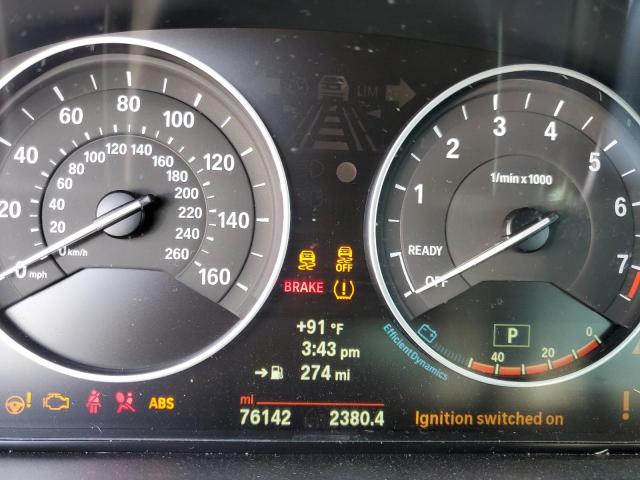 LIM
20 40 60 80 100 120 140 160
0 mph
20 40 60 80 100 120 140 160 180 200 220 240 260
0 km/h
1 2 3 4 5 6 7
1/min x 1000
READY
OFF
OFF
BRAKE
+91 °F
3:43 pm
274 mi
P
40 20 0
EfficientDynamics
ABS
mi
76142 2380.4
Ignition switched on